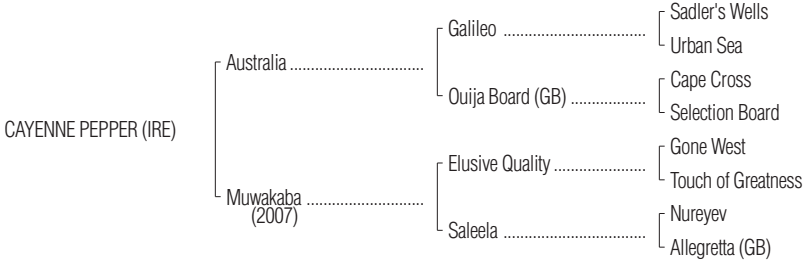 Sadler's Wells
Galileo ....................................
Urban Sea
Australia ..................................
Cape Cross
Ouija Board (GB) ...................
Selection Board
CAYENNE PEPPER (IRE)
Gone West
Elusive Quality .......................
Touch of Greatness
Muwakaba .............................
(2007)
Nureyev
Saleela ....................................
Allegretta (GB)